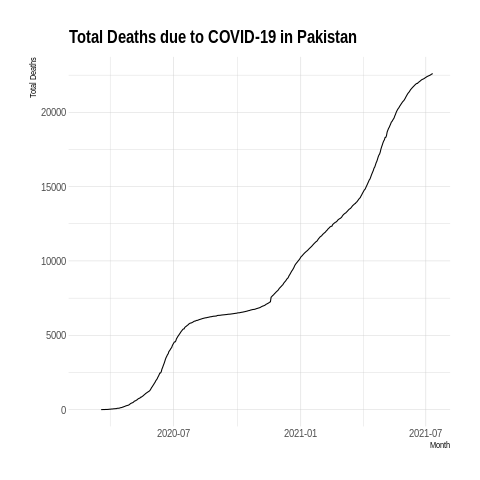 Total Deaths due to COVID-19 in Pakistan
Total Deaths
20000
15000
10000
5000
0
2020-07
2021-01
2021-07
Month